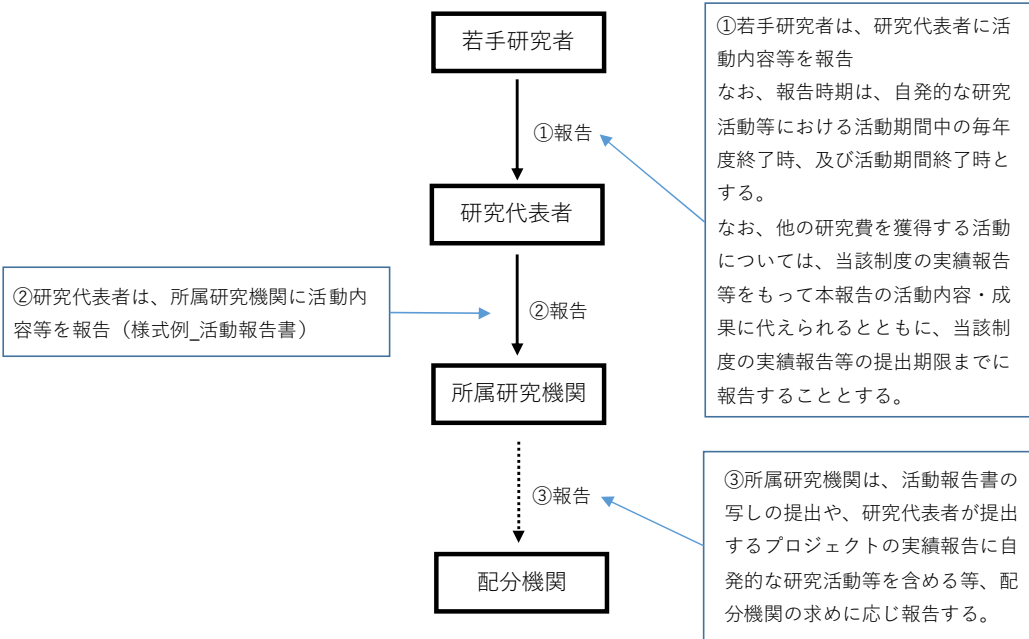 若手研究者
①若手研究者は、研究代表者に活
動内容等を報告
なお、報告時期は、自発的な研究
活動等における活動期間中の毎年
度終了時、及び活動期間終了時と
する。
なお、他の研究費を獲得する活動
については、当該制度の実績報告
等をもって本報告の活動内容・成
果に代えられるとともに、当該制
度の実績報告等の提出期限までに
報告することとする。
①報告
研究代表者
②研究代表者は、所属研究機関に活動内
容等を報告（様式例_活動報告書）
②報告
所属研究機関
③報告
③所属研究機関は、活動報告書の
写しの提出や、研究代表者が提出
するプロジェクトの実績報告に自
発的な研究活動等を含める等、配
分機関の求めに応じ報告する。
配分機関